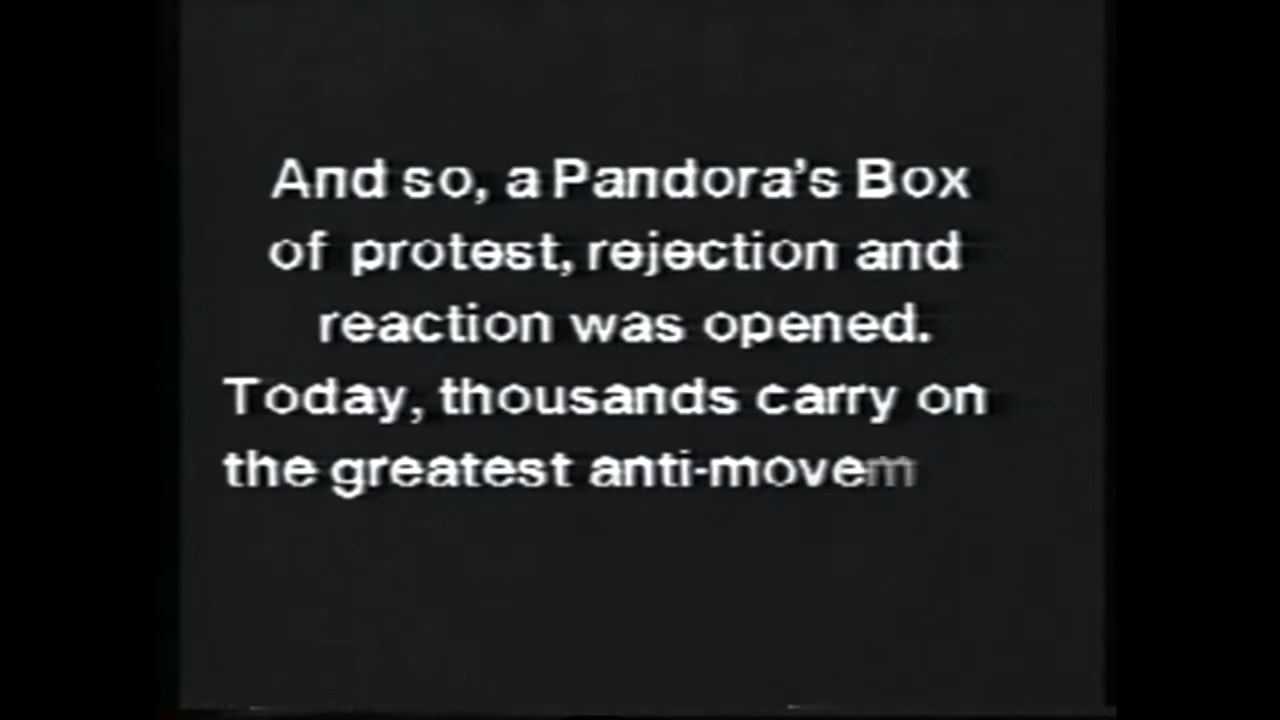 And so, a Pandora's Box
of protest, rejection and
reaction was opened.
Today, thousands carry on
the greatest anti-movem